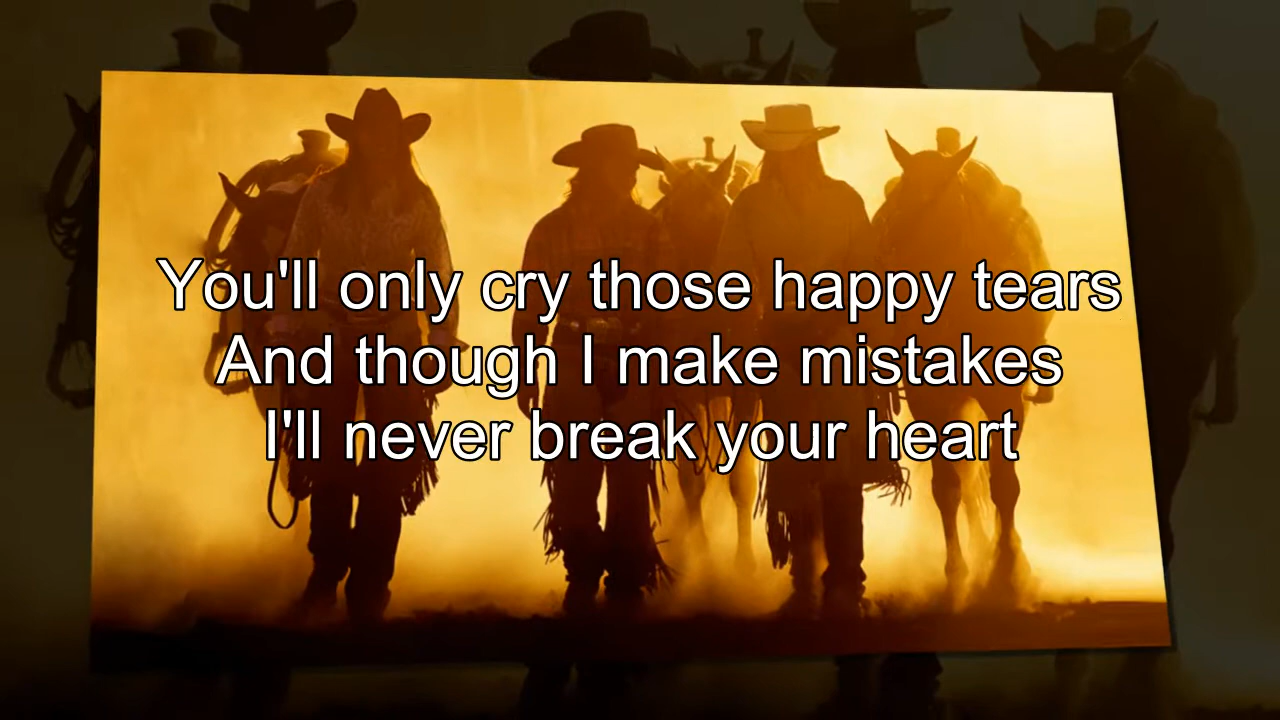 You'll only cry those happy tears
And though I make mistakes
I'll never break your heart